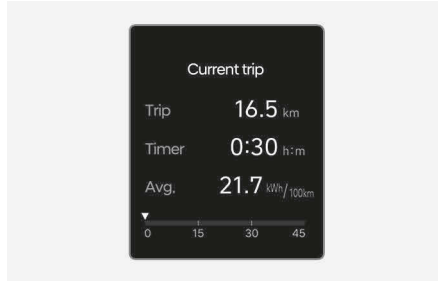 Current trip
Trip 16.5 km
Timer 0:30 h:m
Avg. 21.7 kWh/100km
0 15 30 45